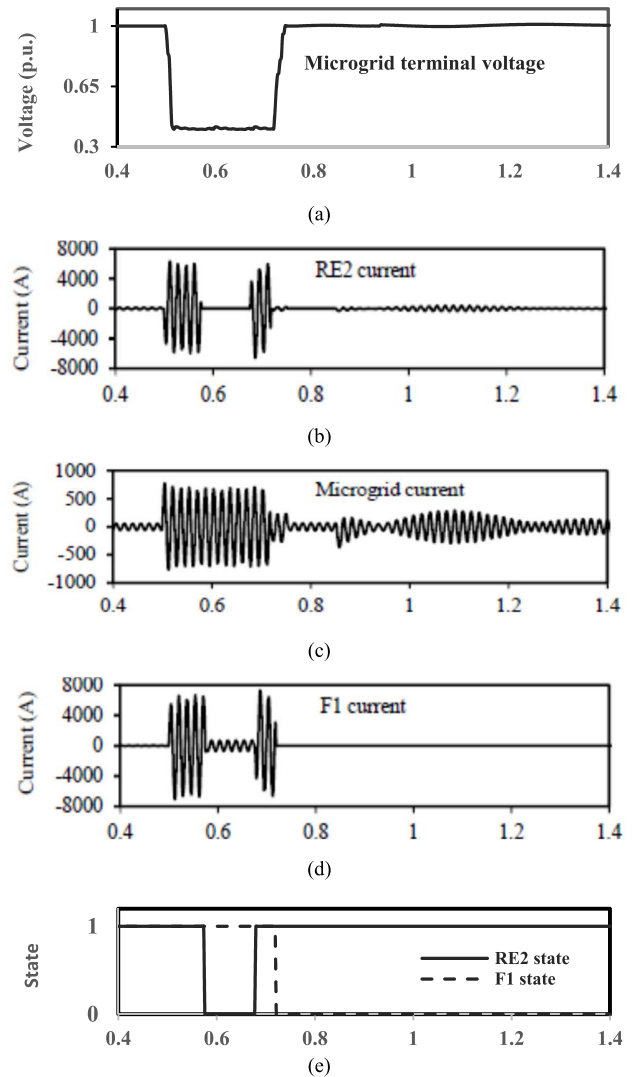 Voltage (p.u.)
1
0.65
0.3
Microgrid terminal voltage
0.4 0.6 0.8 1 1.2 1.4
(a)
Current (A)
8000
4000
0
-4000
-8000
RE2 current
0.4 0.6 0.8 1 1.2 1.4
(b)
Current (A)
1000
500
0
-500
-1000
Microgrid current
0.4 0.6 0.8 1 1.2 1.4
(c)
Current (A)
8000
4000
0
-4000
-8000
F1 current
0.4 0.6 0.8 1 1.2 1.4
(d)
State
1
0
RE2 state
F1 state
0.4 0.6 0.8 1 1.2 1.4
(e)